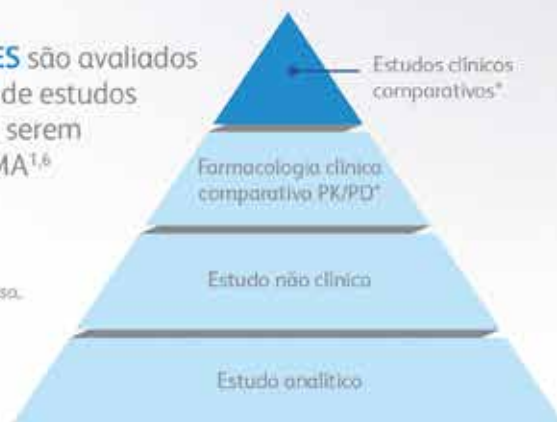 ES são avaliados
de estudos
serem
MA1,6
so,
Estudos clínicos
comparativos*
Farmacologia clínica
comparativa PK/PD*
Estudo não clínico
Estudo analítico